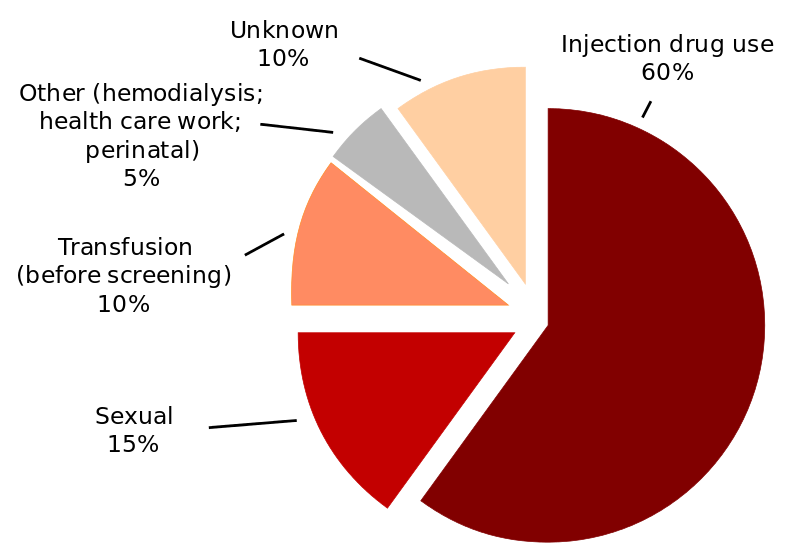 Unknown
10%
Injection drug use
60%
Other (hemodialysis;
health care work;
perinatal)
5%
Transfusion
(before screening)
10%
Sexual
15%